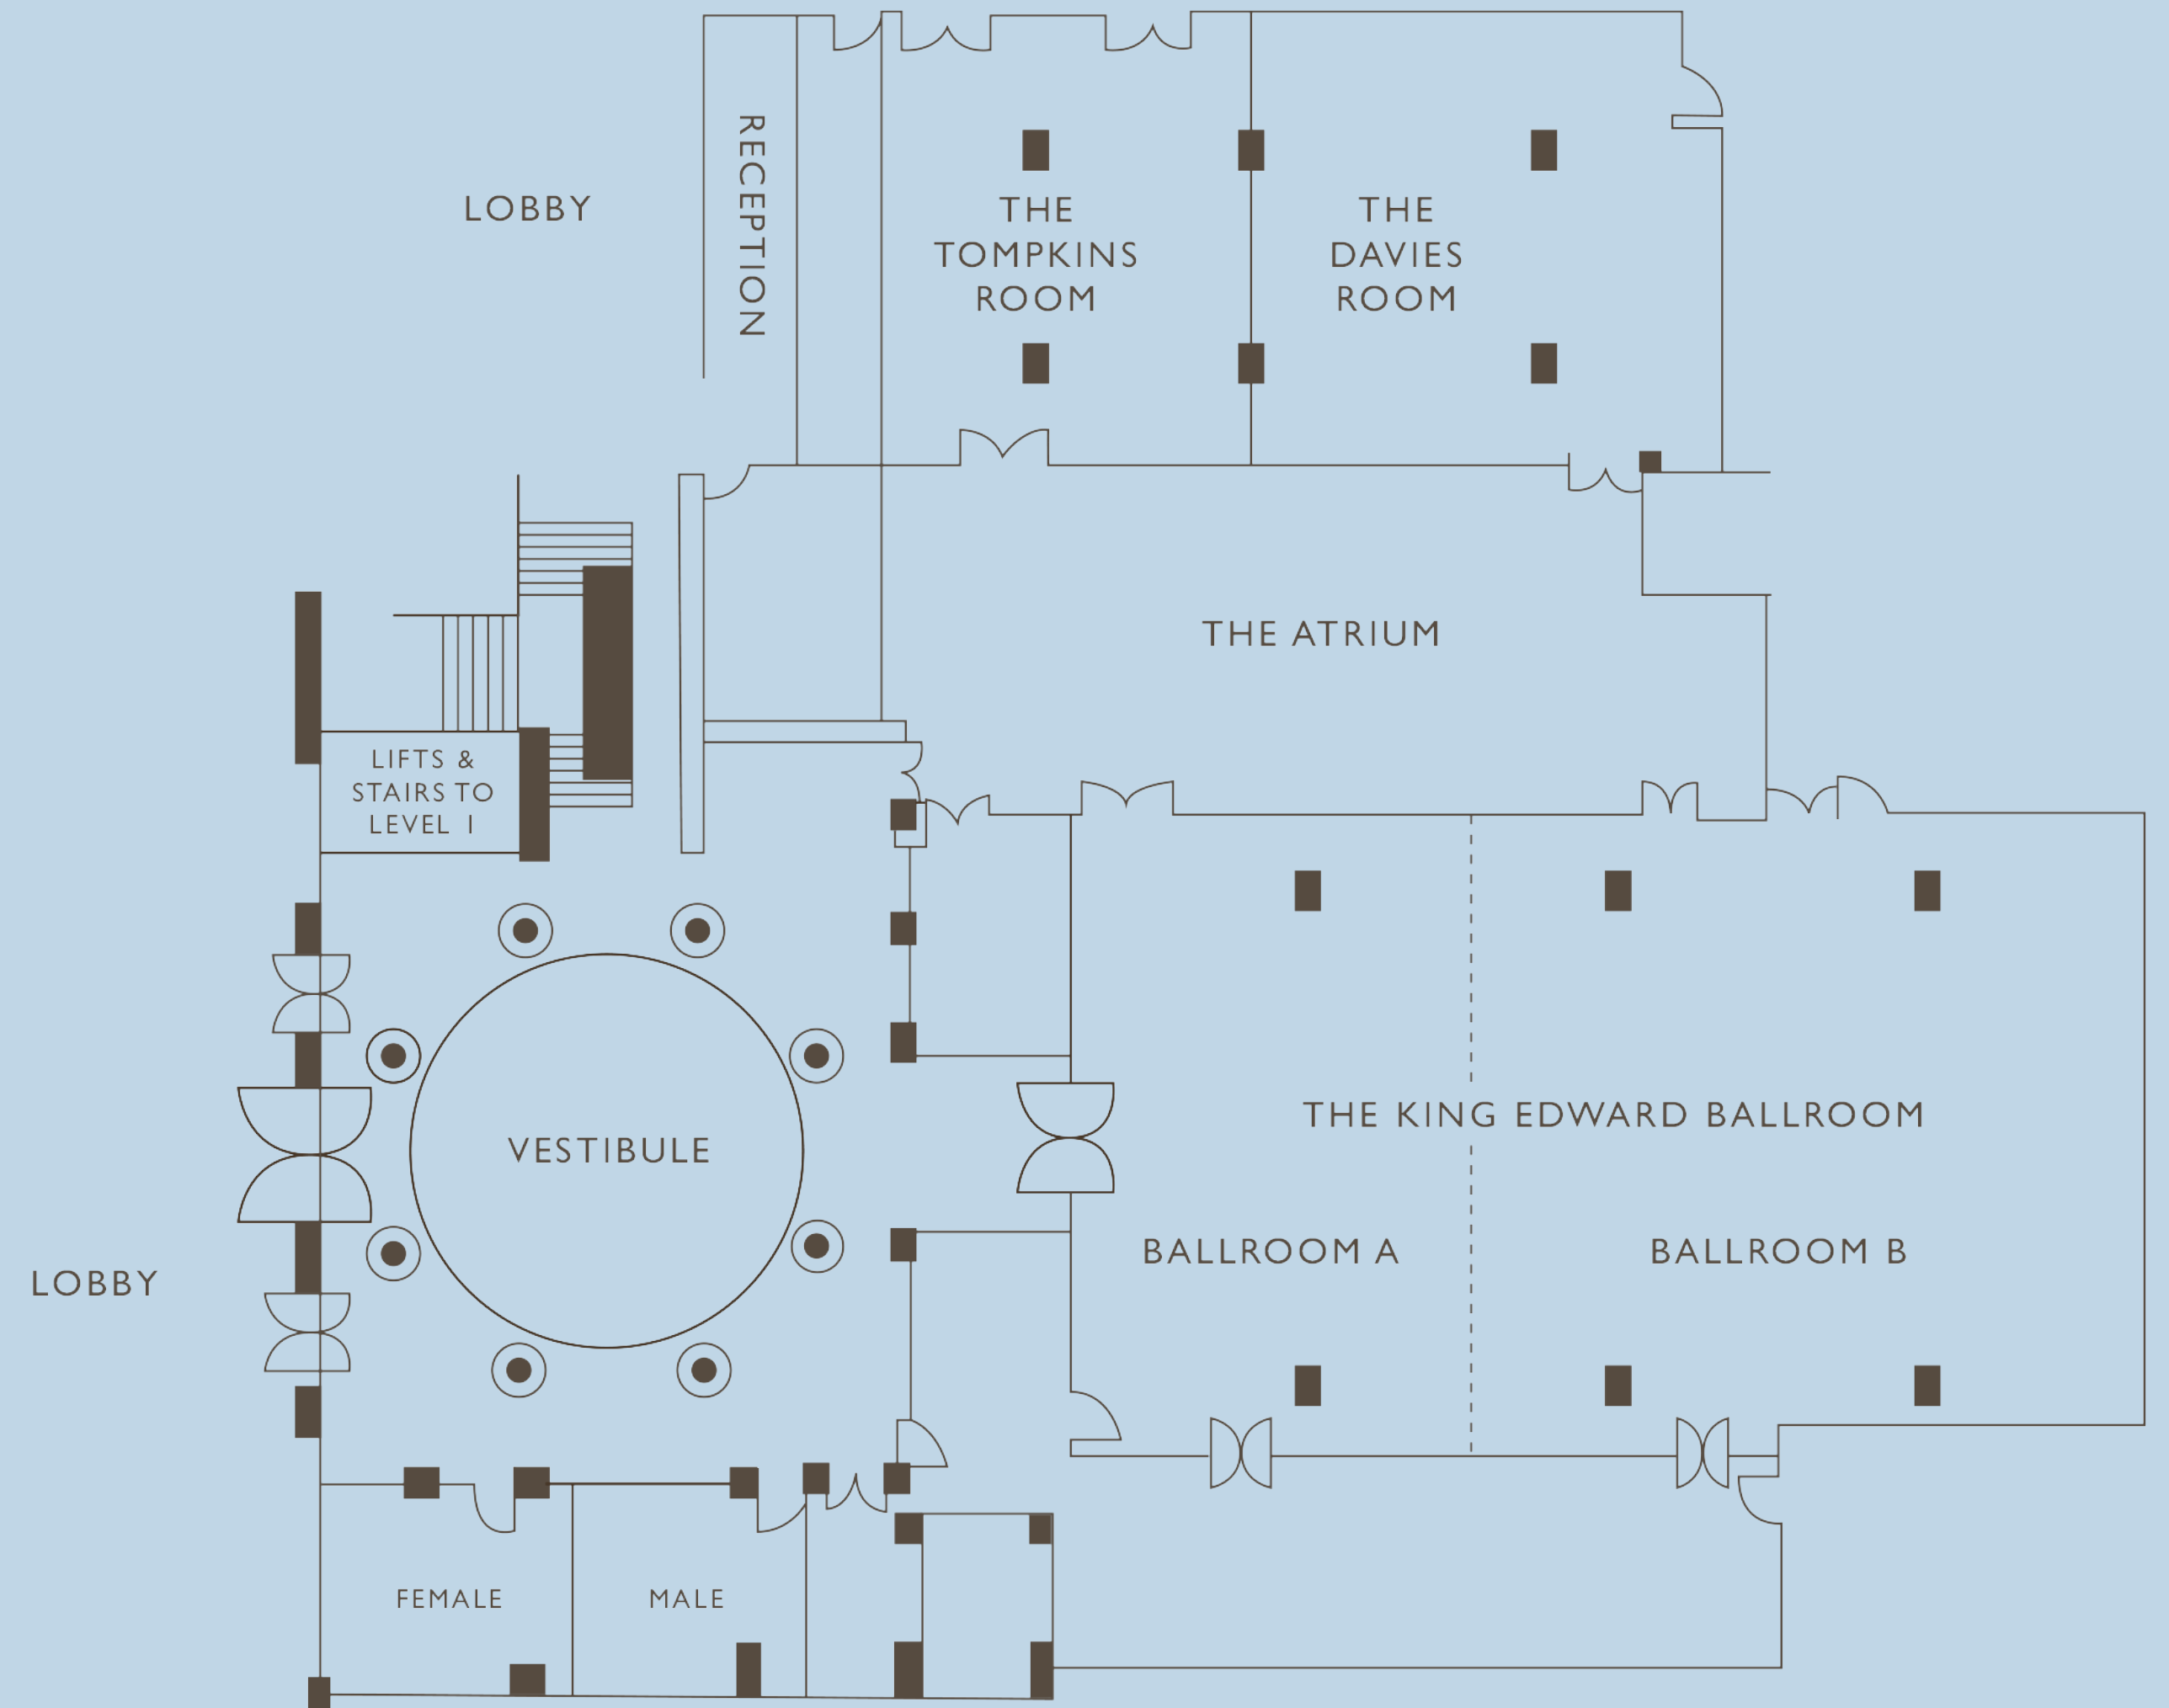 LOBBY
RECEPTION
THE
TOMPKINS
ROOM
THE
DAVIES
ROOM
THE ATRIUM
LIFTS &
STAIRS TO
LEVEL 1
VESTIBULE
THE KING EDWARD BALLROOM
BALLROOM A
BALLROOM B
LOBBY
FEMALE
MALE